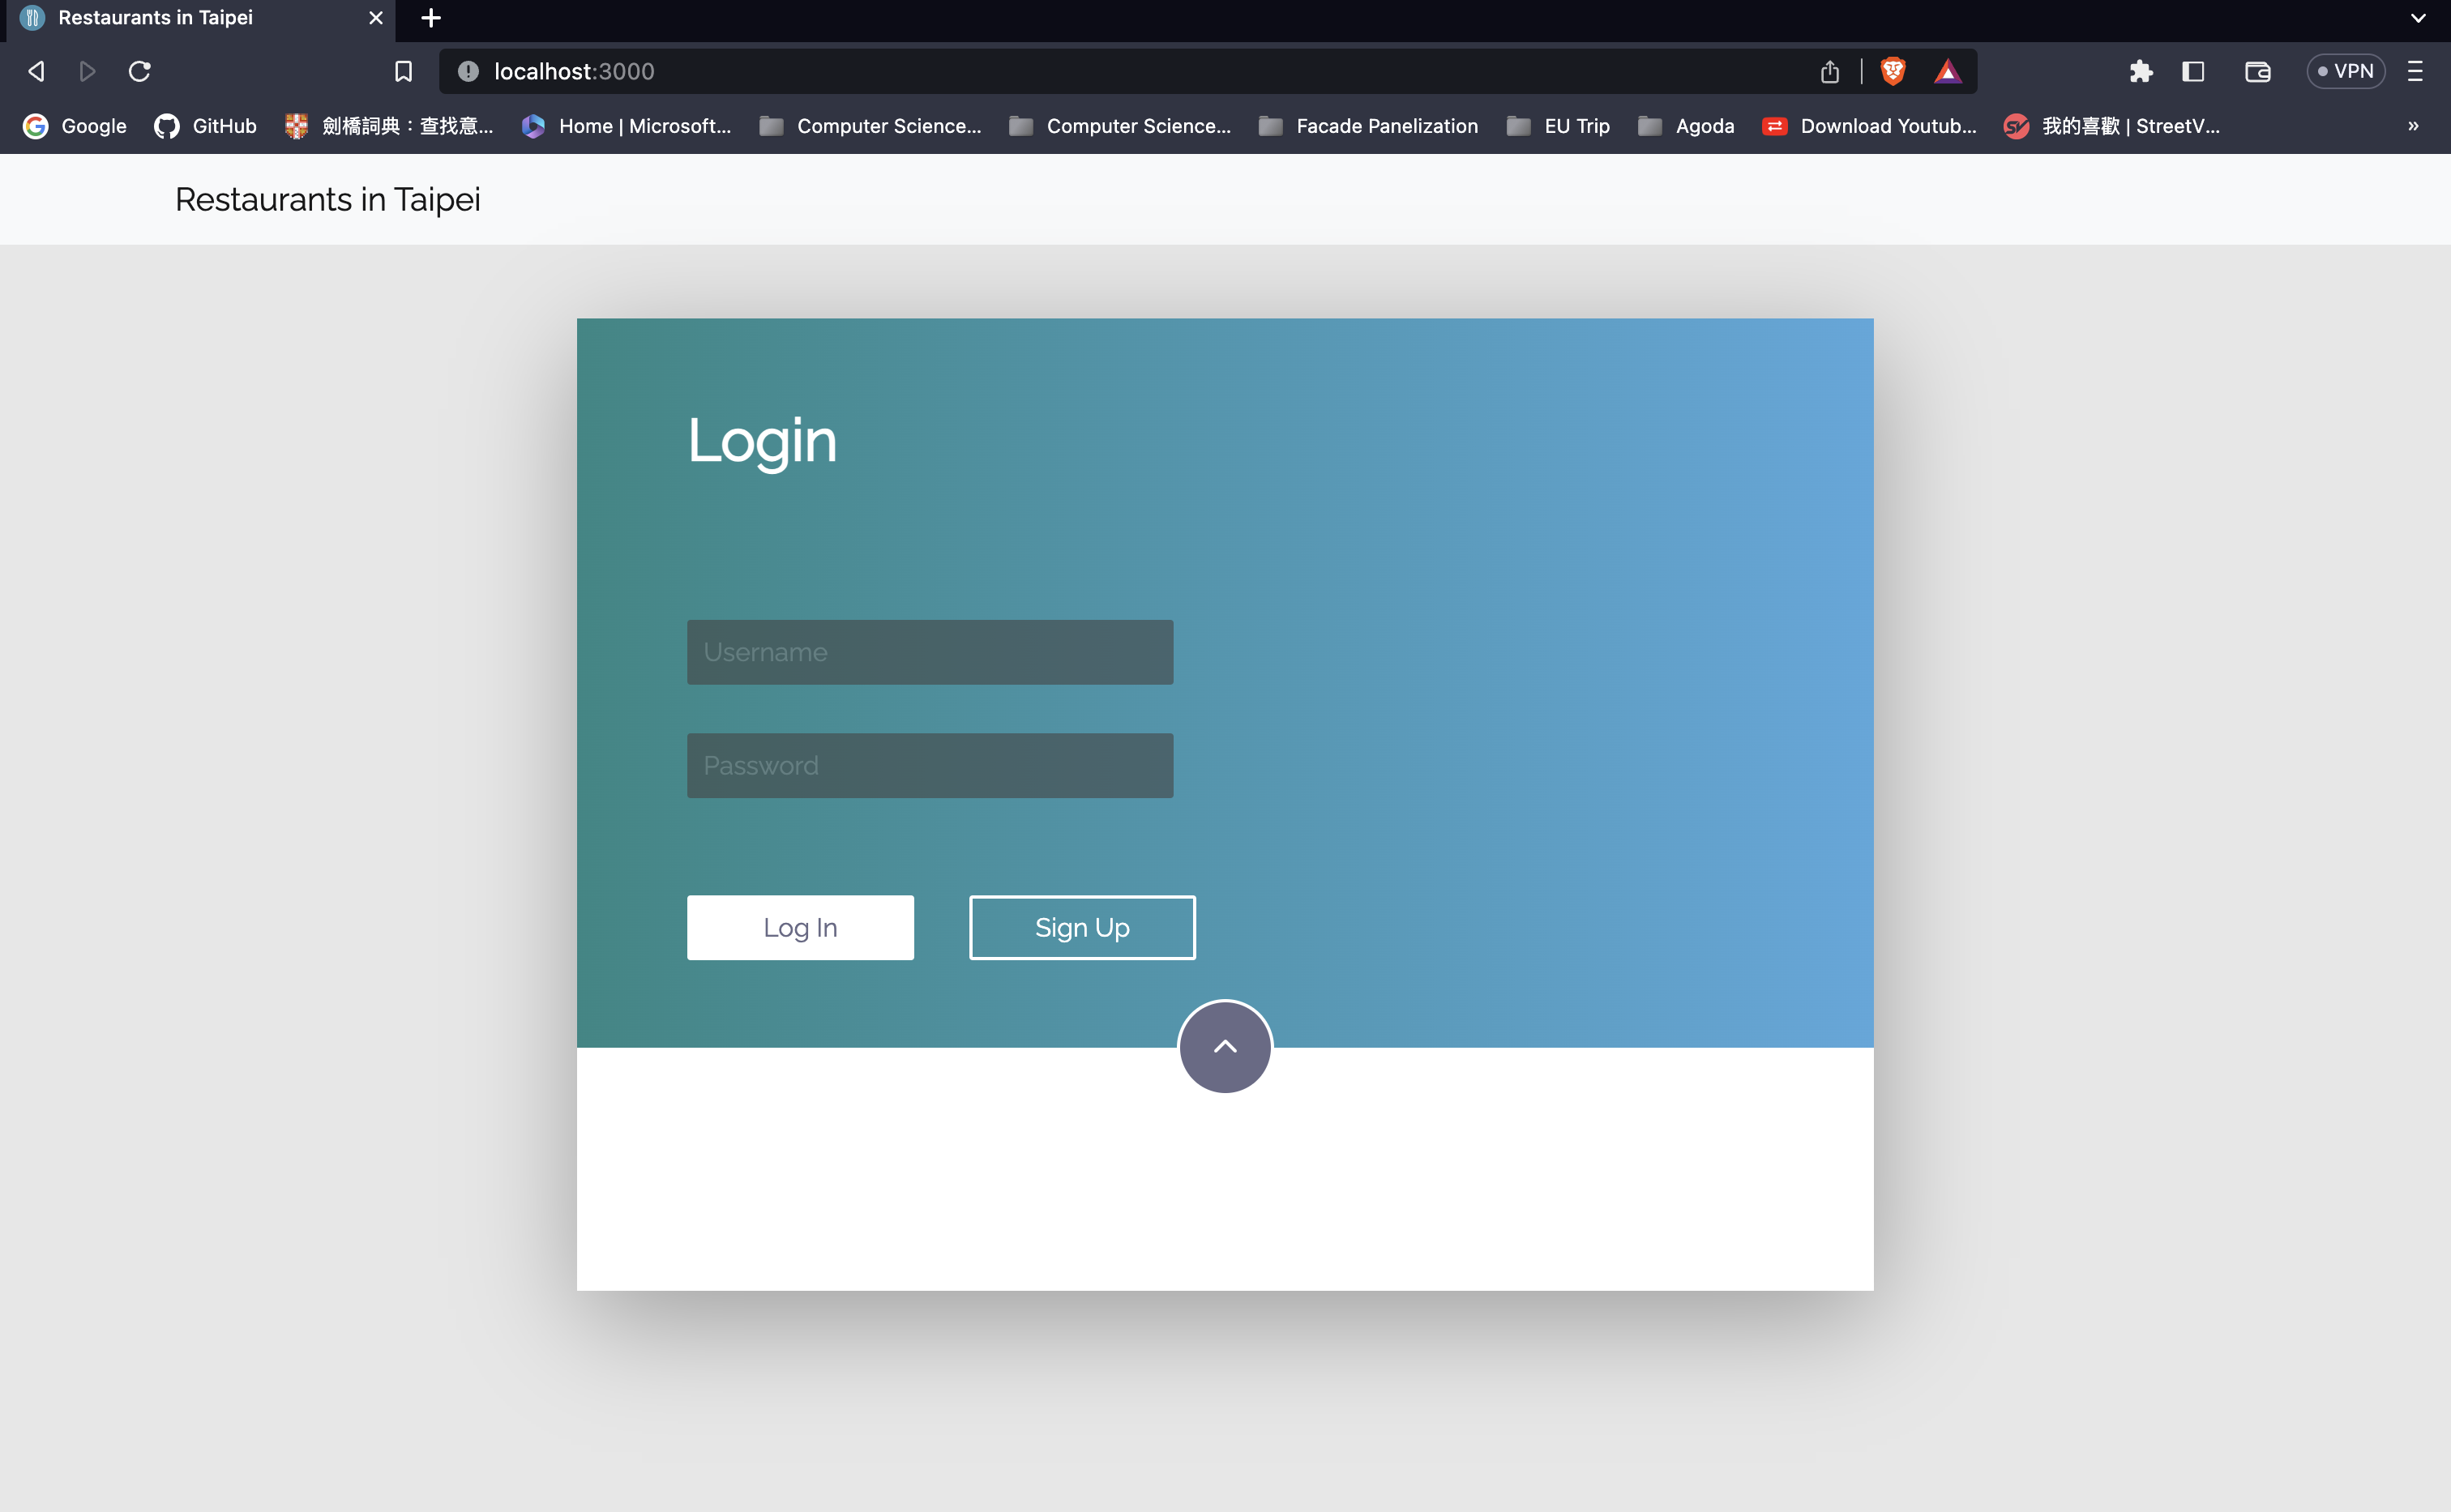 Restaurants in Taipei
localhost:3000
VPN
Google GitHub 劍橋詞典：查找意... Home | Microsoft... Computer Science... Computer Science... Facade Panelization EU Trip Agoda Download Youtub... 我的喜歡 | StreetV... »
Restaurants in Taipei
Login
Username
Password
Log In Sign Up